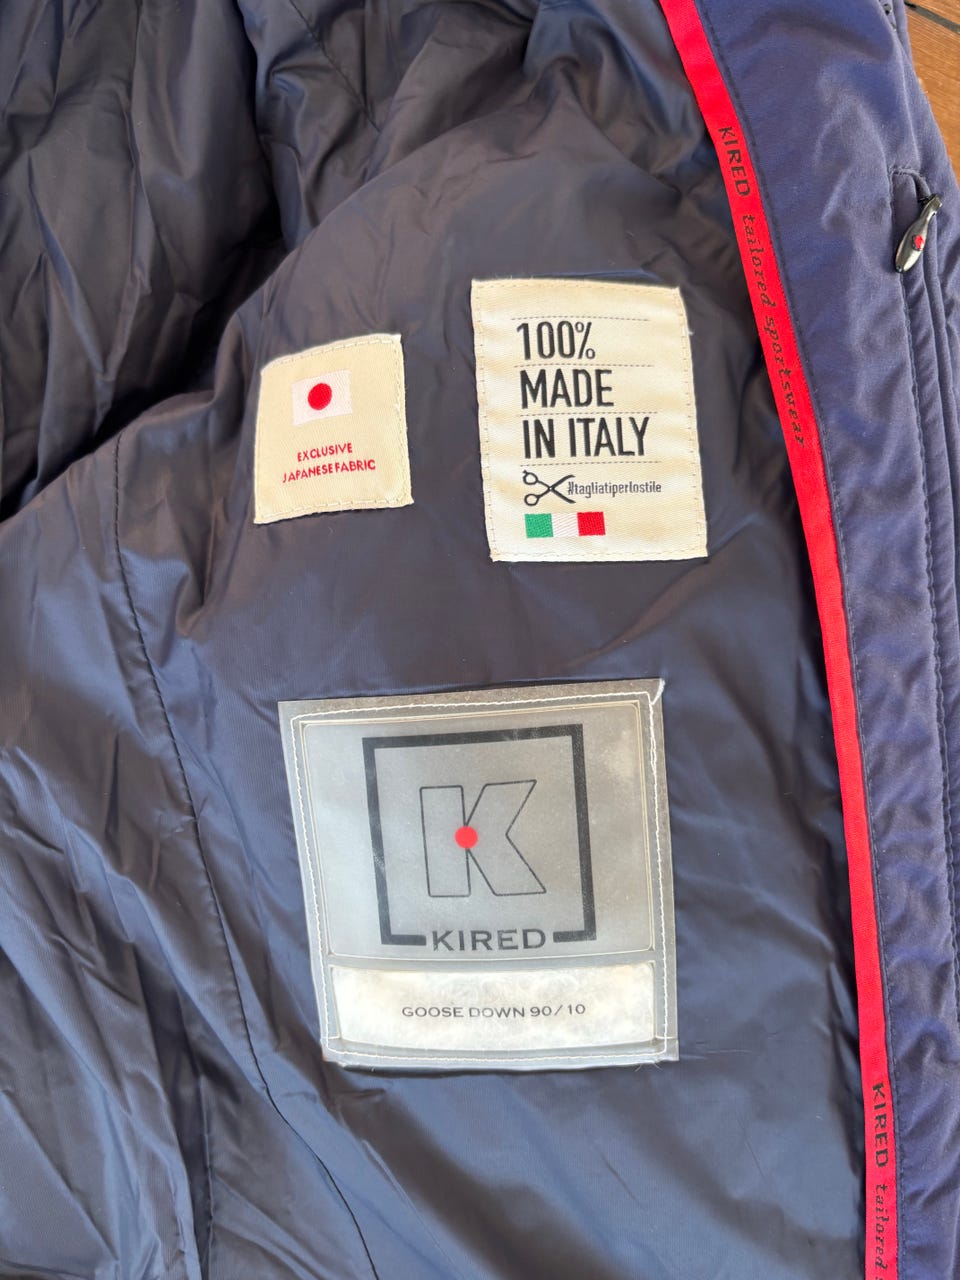 KIRED tailored sportswear
100%
MADE
IN ITALY
#tagliatiperlostile
EXCLUSIVE
JAPANESE FABRIC
K
KIRED
GOOSE DOWN 90/10
KIRED tailored